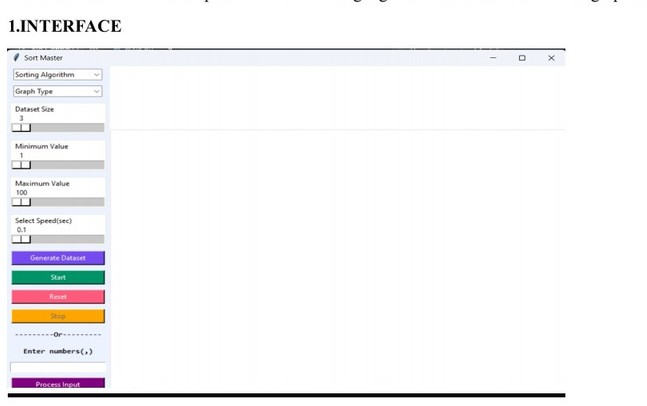 1.INTERFACE
Sort Master
Sorting Algorithm
Graph Type
Dataset Size
3
Minimum Value
1
Maximum Value
100
Select Speed(sec)
0.1
Generate Dataset
Start
Reset
Stop
---------Or---------
Enter numbers(,)
Process Input